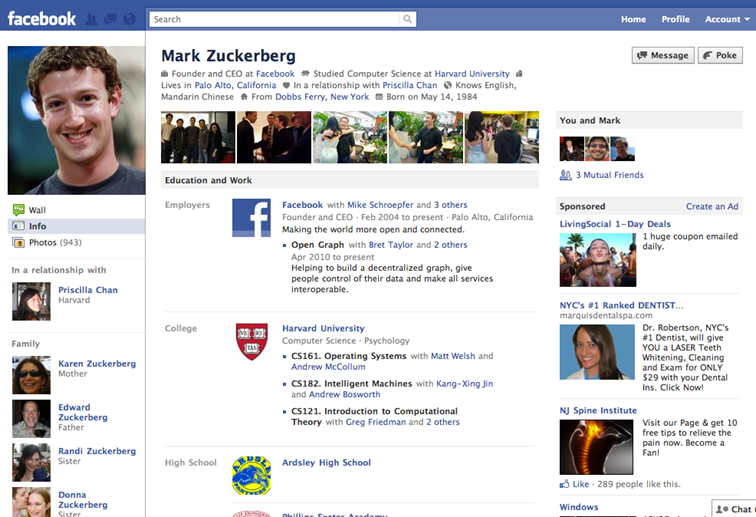 facebook
Search
Home Profile Account
Mark Zuckerberg
Message
Poke
Founder and CEO at Facebook Studied Computer Science at Harvard University
Lives in Palo Alto, California In a relationship with Priscilla Chan Knows English,
Mandarin Chinese From Dobbs Ferry, New York Born on May 14, 1984
Wall
Info
Photos (943)
In a relationship with
Priscilla Chan
Harvard
Family
Karen Zuckerberg
Mother
Edward
Zuckerberg
Father
Randi Zuckerberg
Sister
Donna
Zuckerberg
Sister
Education and Work
Employers
Facebook with Mike Schroepfer and 3 others
Founder and CEO · Feb 2004 to present · Palo Alto, California
Making the world more open and connected.
Open Graph with Bret Taylor and 2 others
Apr 2010 to present
Helping to build a decentralized graph, give
people control of their data and make all services
interoperable.
College
VE RI
TAS
Harvard University
Computer Science · Psychology
CS161. Operating Systems with Matt Welsh and
Andrew McCollum
CS182. Intelligent Machines with Kang-Xing Jin
and Andrew Bosworth
CS121. Introduction to Computational
Theory with Greg Friedman and 2 others
High School
ARDSLEY
PANTHERS
Ardsley High School
Phillips Exeter Academy
You and Mark
3 Mutual Friends
Sponsored
Create an Ad
LivingSocial 1-Day Deals
1 huge coupon emailed
daily.
NYC's #1 Ranked DENTIST...
marquisdentalspa.com
Dr. Robertson, NYC's
#1 Dentist, will give
YOU a LASER Teeth
Whitening, Cleaning
and Exam for ONLY
$29 with your Dental
Ins. Click Now!
NJ Spine Institute
Visit our Page & get 10
free tips to relieve the
pain now. Become a
Fan!
Like · 289 people like this.
Windows
Chat